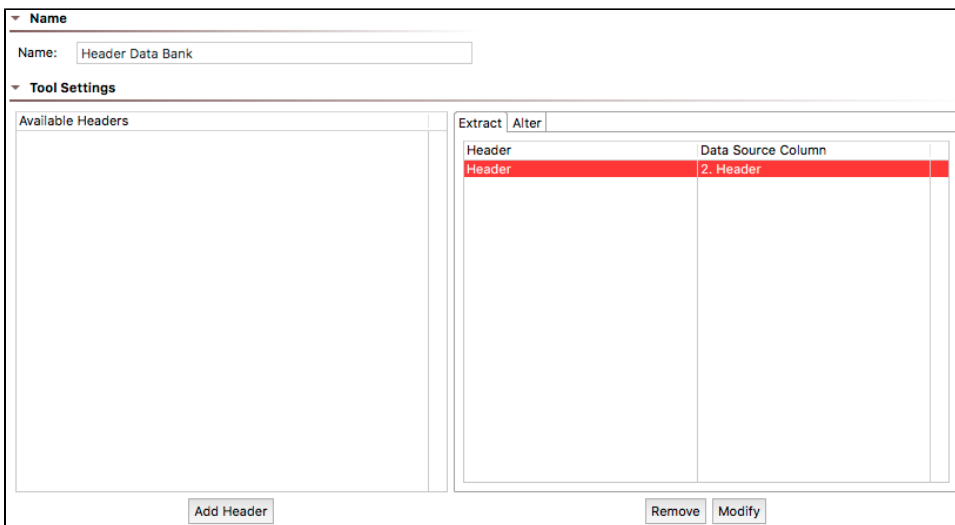 Name
Name: Header Data Bank
Tool Settings
Available Headers
Extract Alter
Header Data Source Column
Header 2. Header
Add Header
Remove Modify